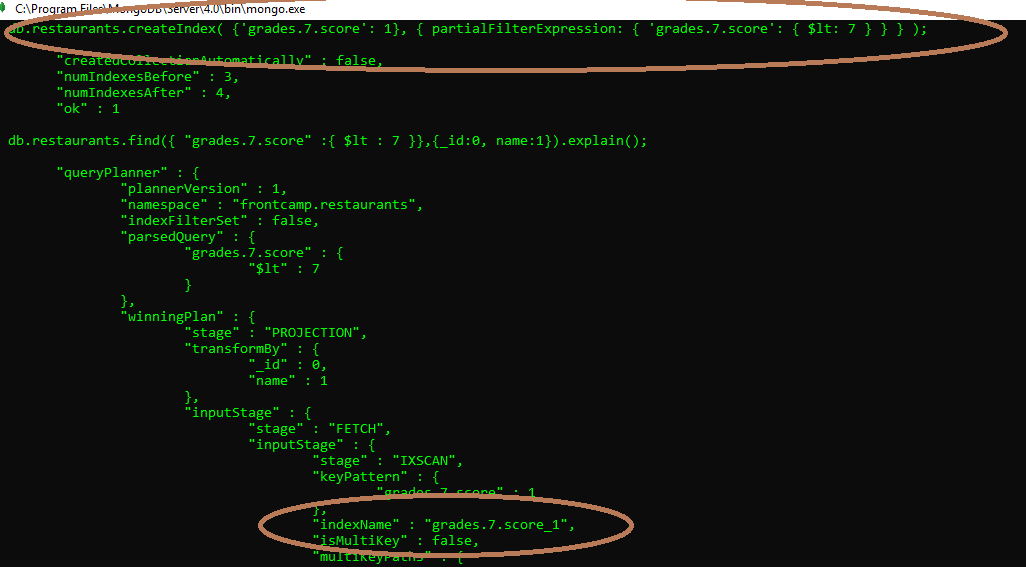 C:\Program Files\MongoDB\Server\4.0\bin\mongo.exe
db.restaurants.createIndex( {'grades.7.score': 1}, { partialFilterExpression: { 'grades.7.score': { $lt: 7 } } } );
"createdCollectionAutomatically" : false,
"numIndexesBefore" : 3,
"numIndexesAfter" : 4,
"ok" : 1
db.restaurants.find({ "grades.7.score" :{ $lt : 7 }},{_id:0, name:1}).explain();
"queryPlanner" : {
"plannerVersion" : 1,
"namespace" : "frontcamp.restaurants",
"indexFilterSet" : false,
"parsedQuery" : {
"grades.7.score" : {
"$lt" : 7
}
},
"winningPlan" : {
"stage" : "PROJECTION",
"transformBy" : {
"_id" : 0,
"name" : 1
},
"inputStage" : {
"stage" : "FETCH",
"inputStage" : {
"stage" : "IXSCAN",
"keyPattern" : {
"grades.7.score" : 1
},
"indexName" : "grades.7.score_1",
"isMultiKey" : false,
"multiKeyPaths" : {